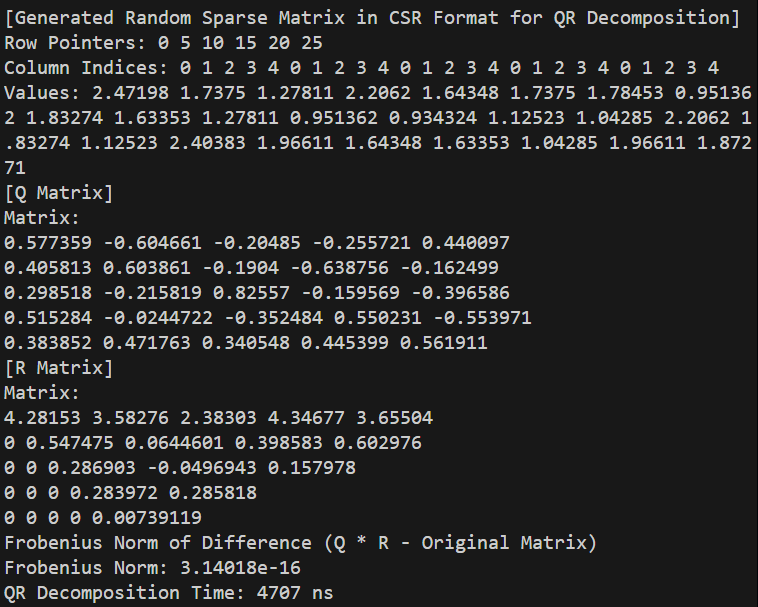 [Generated Random Sparse Matrix in CSR Format for QR Decomposition]
Row Pointers: 0 5 10 15 20 25
Column Indices: 0 1 2 3 4 0 1 2 3 4 0 1 2 3 4 0 1 2 3 4 0 1 2 3 4
Values: 2.47198 1.7375 1.27811 2.2062 1.64348 1.7375 1.78453 0.95136
2 1.83274 1.63353 1.27811 0.951362 0.934324 1.12523 1.04285 2.2062 1
.83274 1.12523 2.40383 1.96611 1.64348 1.63353 1.04285 1.96611 1.872
71
[Q Matrix]
Matrix:
0.577359 -0.604661 -0.20485 -0.255721 0.440097
0.405813 0.603861 -0.1904 -0.638756 -0.162499
0.298518 -0.215819 0.82557 -0.159569 -0.396586
0.515284 -0.0244722 -0.352484 0.550231 -0.553971
0.383852 0.471763 0.340548 0.445399 0.561911
[R Matrix]
Matrix:
4.28153 3.58276 2.38303 4.34677 3.65504
0 0.547475 0.0644601 0.398583 0.602976
0 0 0.286903 -0.0496943 0.157978
0 0 0 0.283972 0.285818
0 0 0 0 0.00739119
Frobenius Norm of Difference (Q * R - Original Matrix)
Frobenius Norm: 3.14018e-16
QR Decomposition Time: 4707 ns